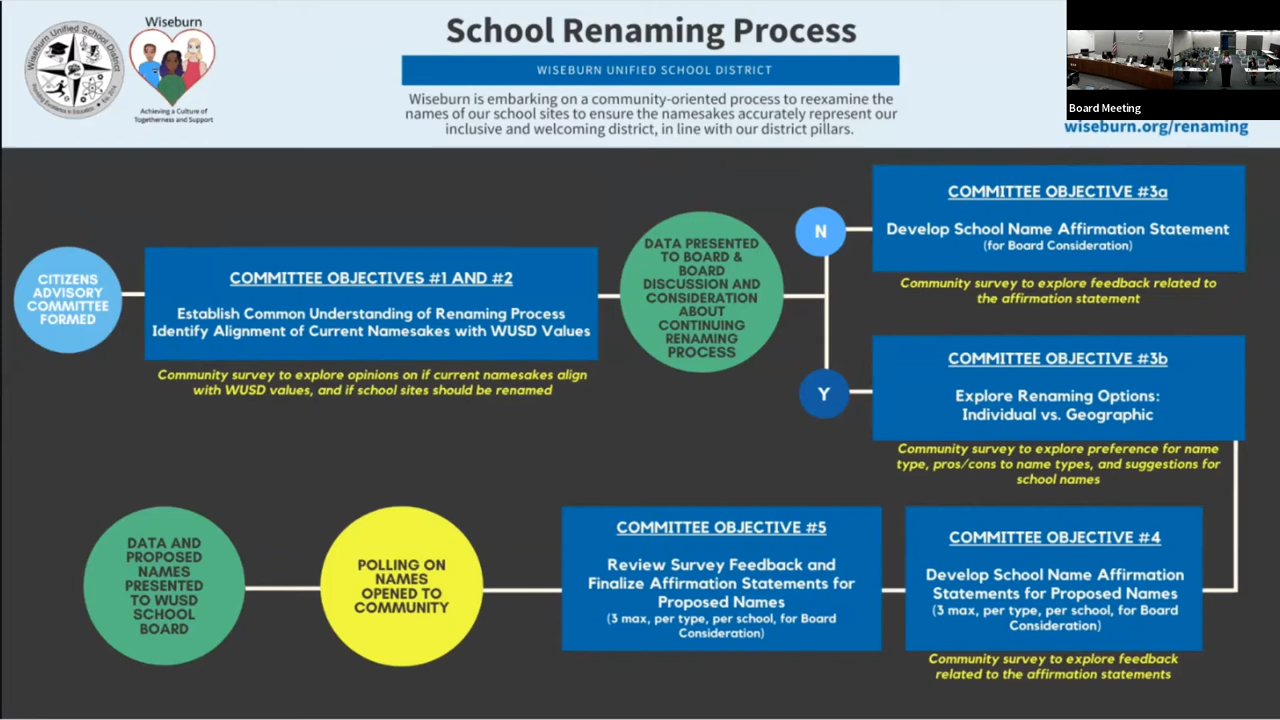 Wiseburn Unified School District
Wiseburn
Achieving a Culture of
Togetherness and Support
School Renaming Process
WISEBURN UNIFIED SCHOOL DISTRICT
Wiseburn is embarking on a community-oriented process to reexamine the
names of our school sites to ensure the namesakes accurately represent our
inclusive and welcoming district, in line with our district pillars.
Board Meeting
wiseburn.org/renaming
CITIZENS
ADVISORY
COMMITTEE
FORMED
COMMITTEE OBJECTIVES #1 AND #2
Establish Common Understanding of Renaming Process
Identify Alignment of Current Namesakes with WUSD Values
Community survey to explore opinions on if current namesakes align
with WUSD values, and if school sites should be renamed
DATA PRESENTED
TO BOARD &
BOARD
DISCUSSION AND
CONSIDERATION
ABOUT
CONTINUING
RENAMING
PROCESS
N
COMMITTEE OBJECTIVE #3a
Develop School Name Affirmation Statement
(for Board Consideration)
Community survey to explore feedback related to
the affirmation statement
Y
COMMITTEE OBJECTIVE #3b
Explore Renaming Options:
Individual vs. Geographic
Community survey to explore preference for name
type, pros/cons to name types, and suggestions for
school names
DATA AND
PROPOSED
NAMES
PRESENTED
TO WUSD
SCHOOL
BOARD
POLLING ON
NAMES
OPENED TO
COMMUNITY
COMMITTEE OBJECTIVE #5
Review Survey Feedback and
Finalize Affirmation Statements for
Proposed Names
(3 max, per type, per school, for Board
Consideration)
COMMITTEE OBJECTIVE #4
Develop School Name Affirmation
Statements for Proposed Names
(3 max, per type, per school, for Board
Consideration)
Community survey to explore feedback
related to the affirmation statements